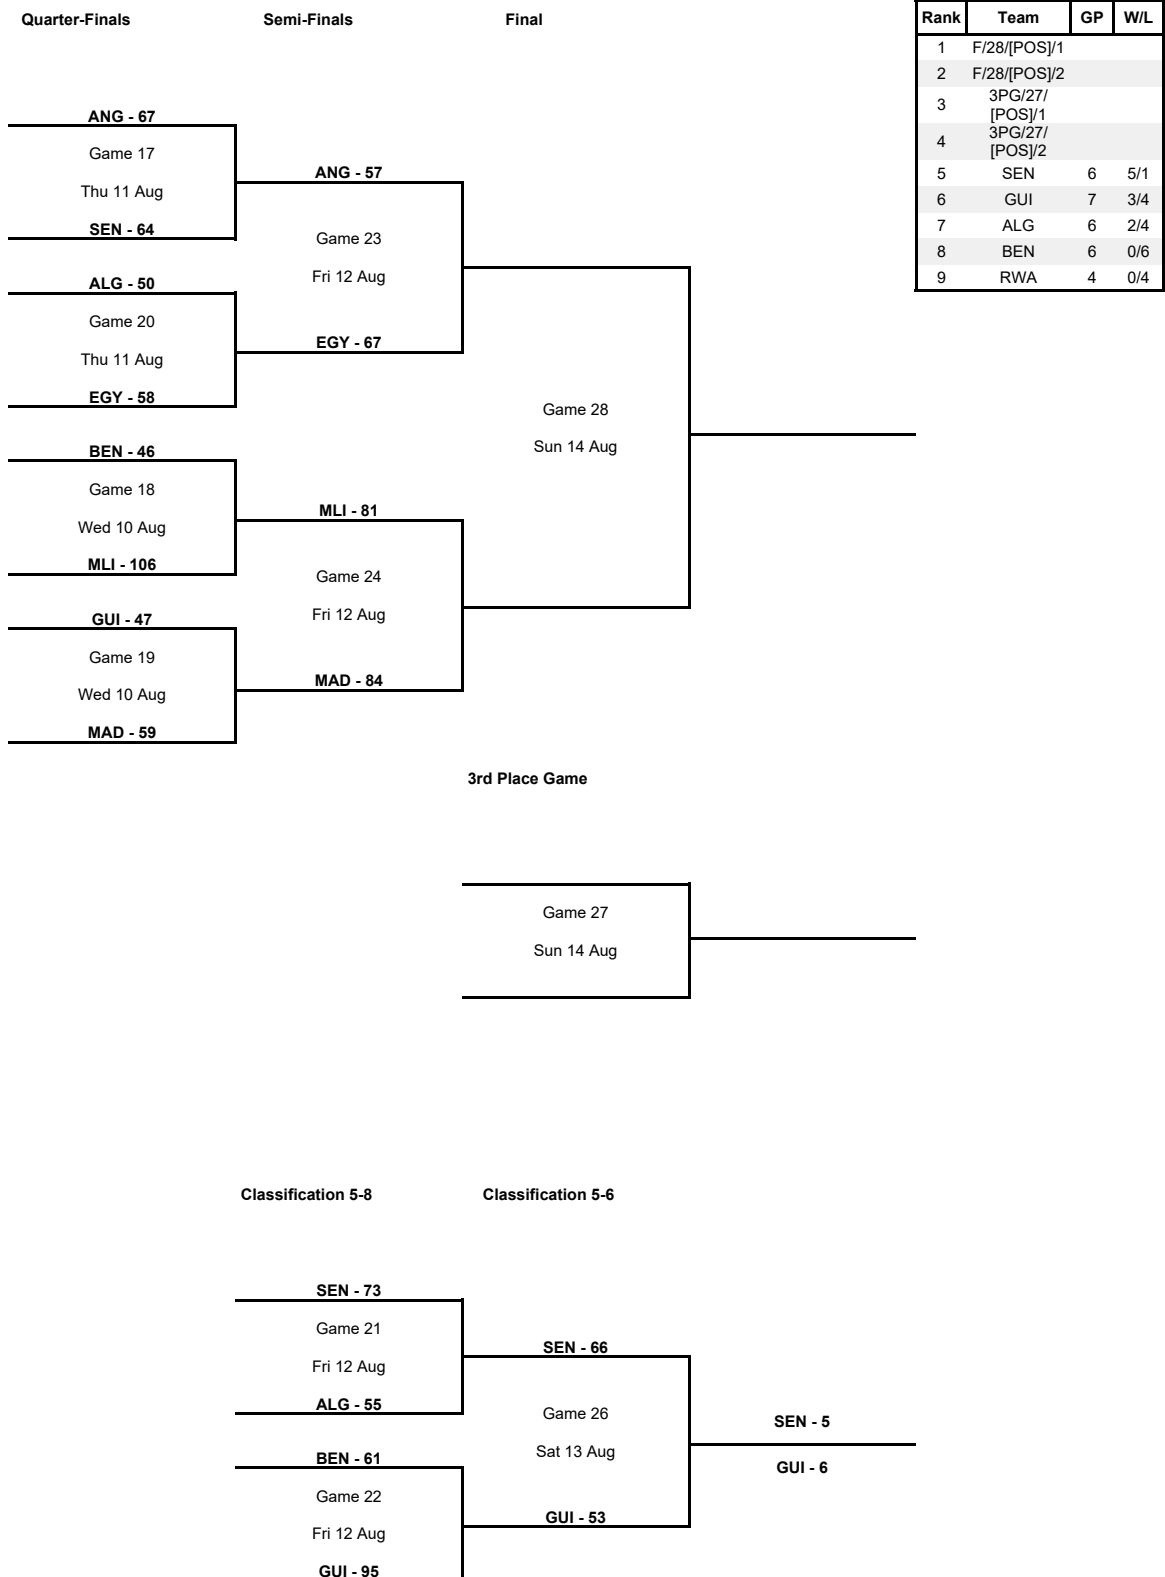 Quarter-Finals
Semi-Finals
Final
Rank Team GP W/L
1 F/28/[POS]/1
2 F/28/[POS]/2
3 3PG/27/
[POS]/1
4 3PG/27/
[POS]/2
5 SEN 6 5/1
6 GUI 7 3/4
7 ALG 6 2/4
8 BEN 6 0/6
9 RWA 4 0/4
ANG - 67
Game 17
Thu 11 Aug
SEN - 64
ALG - 50
Game 20
Thu 11 Aug
EGY - 58
BEN - 46
Game 18
Wed 10 Aug
MLI - 106
GUI - 47
Game 19
Wed 10 Aug
MAD - 59
ANG - 57
Game 23
Fri 12 Aug
EGY - 67
MLI - 81
Game 24
Fri 12 Aug
MAD - 84
Game 28
Sun 14 Aug
3rd Place Game
Game 27
Sun 14 Aug
Classification 5-8
Classification 5-6
SEN - 73
Game 21
Fri 12 Aug
ALG - 55
BEN - 61
Game 22
Fri 12 Aug
GUI - 95
SEN - 66
Game 26
Sat 13 Aug
GUI - 53
SEN - 5
GUI - 6